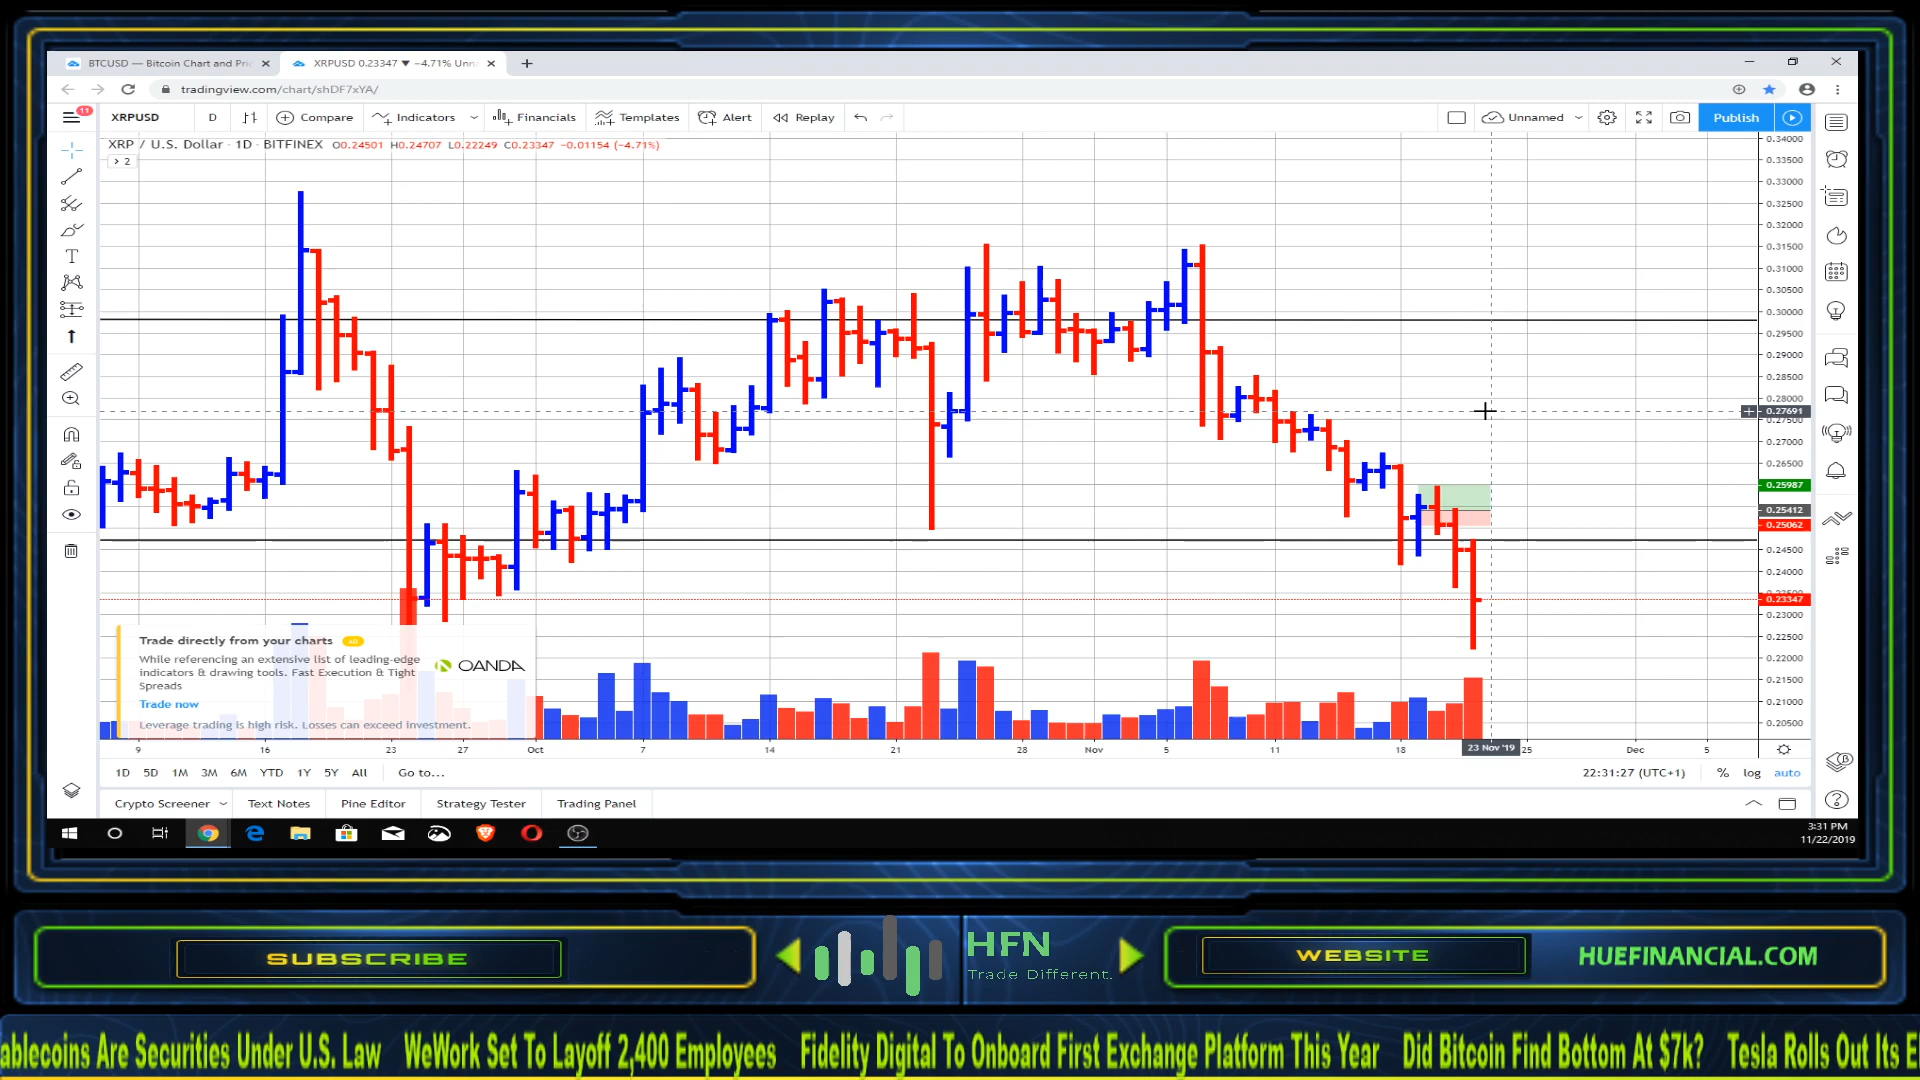 BTCUSD — Bitcoin Chart and Pric
XRPUSD 0.23347 ▼ −4.71% Unna
tradingview.com/chart/shDF7xYA/
11
XRPUSD
D
Compare
Indicators
Financials
Templates
Alert
Replay
Unnamed
Publish
XRP / U.S. Dollar · 1D · BITFINEX O0.24501 H0.24707 L0.22249 C0.23347 −0.01154 (−4.71%)
> 2
0.34000
0.33500
0.33000
0.32500
0.32000
0.31500
0.31000
0.30500
0.30000
0.29500
0.29000
0.28500
0.28000
0.27691
0.27500
0.27000
0.26500
0.25987
0.25412
0.25062
0.24500
0.24000
0.23347
0.23000
0.22500
0.22000
0.21500
0.21000
0.20500
Trade directly from your charts
While referencing an extensive list of leading-edge
indicators & drawing tools. Fast Execution & Tight
Spreads
OANDA
Trade now
Leverage trading is high risk. Losses can exceed investment.
9 16 23 27 Oct 7 14 21 28 Nov 5 11 18 23 Nov '19 25 Dec 5
1D 5D 1M 3M 6M YTD 1Y 5Y All Go to...
22:31:27 (UTC+1) % log auto
Crypto Screener
Text Notes
Pine Editor
Strategy Tester
Trading Panel
3:31 PM
11/22/2019
SUBSCRIBE
HFN
Trade Different.
WEBSITE
HUEFINANCIAL.COM
ablecoins Are Securities Under U.S. Law WeWork Set To Layoff 2,400 Employees Fidelity Digital To Onboard First Exchange Platform This Year Did Bitcoin Find Bottom At $7k? Tesla Rolls Out Its E